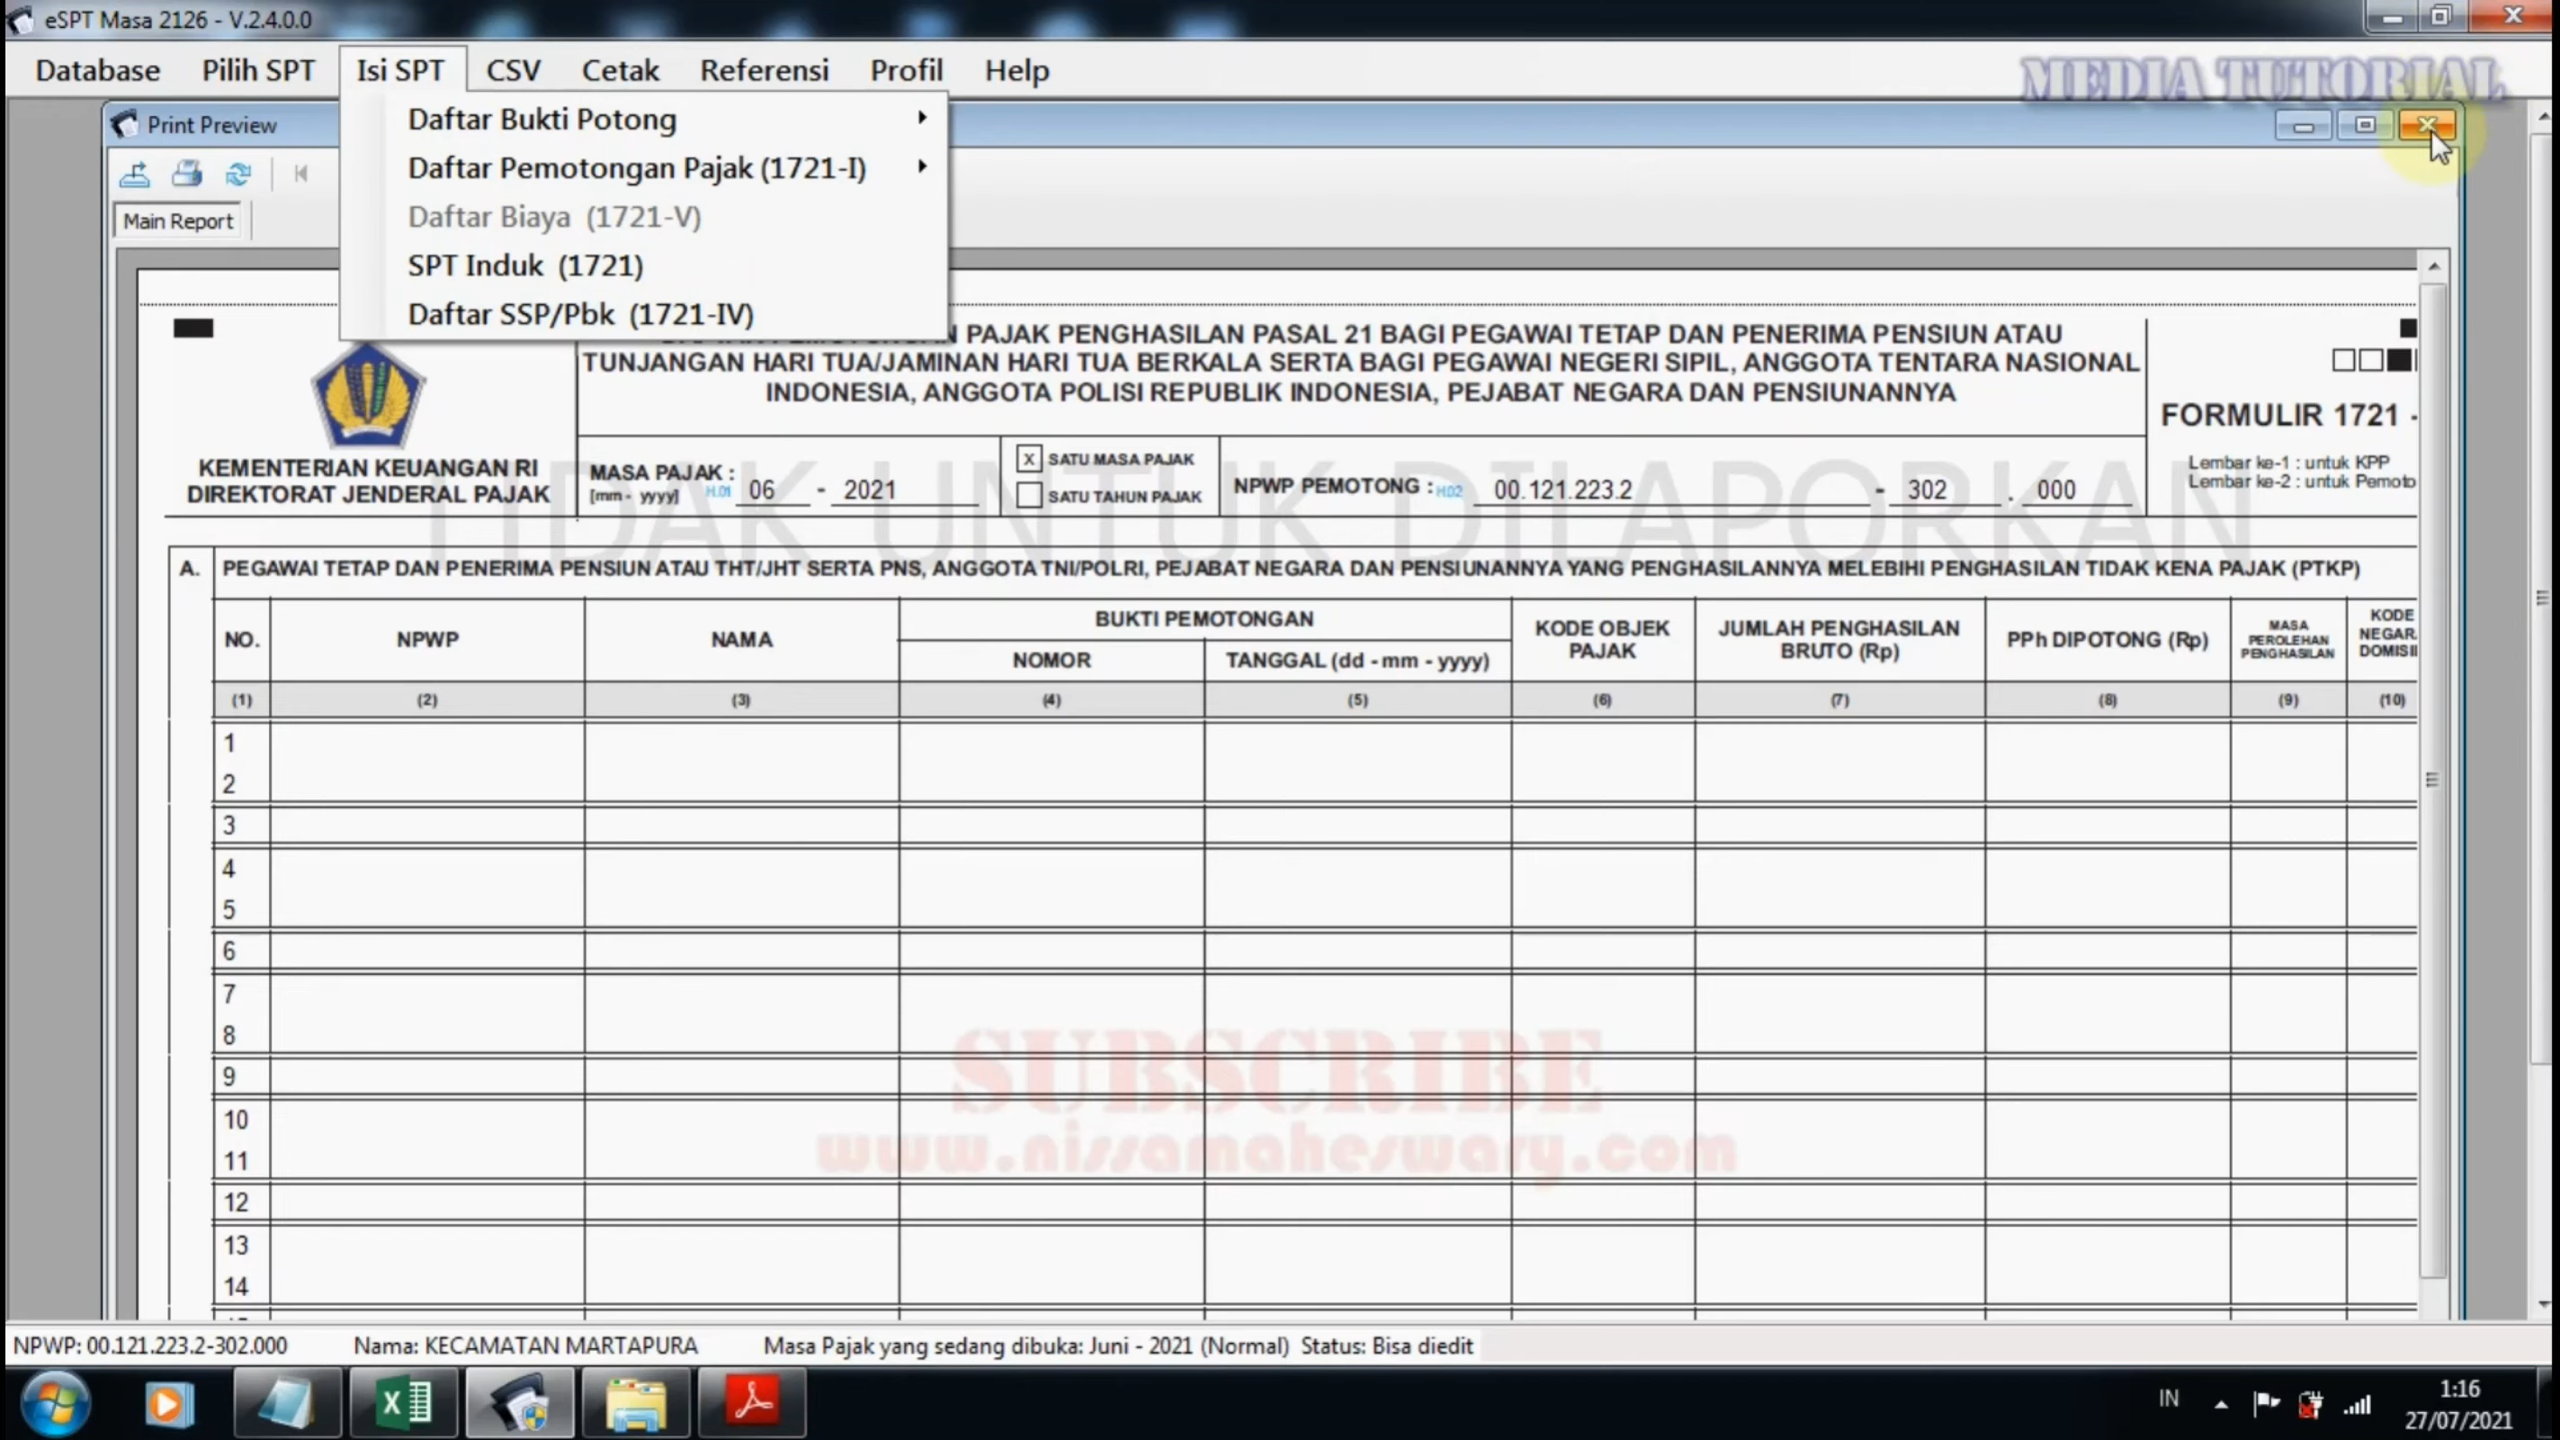 eSPT Masa 2126 - V.2.4.0.0
Database Pilih SPT Isi SPT CSV Cetak Referensi Profil Help
MEDIA TUTORIAL
Print Preview
Daftar Bukti Potong
Daftar Pemotongan Pajak (1721-I)
Daftar Biaya (1721-V)
SPT Induk (1721)
Daftar SSP/Pbk (1721-IV)
Main Report
PAJAK PENGHASILAN PASAL 21 BAGI PEGAWAI TETAP DAN PENERIMA PENSIUN ATAU
TUNJANGAN HARI TUA/JAMINAN HARI TUA BERKALA SERTA BAGI PEGAWAI NEGERI SIPIL, ANGGOTA TENTARA NASIONAL
INDONESIA, ANGGOTA POLISI REPUBLIK INDONESIA, PEJABAT NEGARA DAN PENSIUNANNYA
FORMULIR 1721 -
Lembar ke-1 : untuk KPP
Lembar ke-2 : untuk Pemoto
KEMENTERIAN KEUANGAN RI
DIREKTORAT JENDERAL PAJAK
MASA PAJAK :
[mm - yyyy] H.01 06 - 2021
X SATU MASA PAJAK
SATU TAHUN PAJAK
NPWP PEMOTONG : H.02 00.121.223.2 - 302 . 000
TIDAK UNTUK DILAPORKAN
A. PEGAWAI TETAP DAN PENERIMA PENSIUN ATAU THT/JHT SERTA PNS, ANGGOTA TNI/POLRI, PEJABAT NEGARA DAN PENSIUNANNYA YANG PENGHASILANNYA MELEBIHI PENGHASILAN TIDAK KENA PAJAK (PTKP)
NO. NPWP NAMA
BUKTI PEMOTONGAN
NOMOR TANGGAL (dd - mm - yyyy)
KODE OBJEK
PAJAK
JUMLAH PENGHASILAN
BRUTO (Rp)
PPh DIPOTONG (Rp)
MASA
PEROLEHAN
PENGHASILAN
KODE
NEGAR
DOMISI
(1) (2) (3) (4) (5) (6) (7) (8) (9) (10)
1
2
3
4
5
6
7
8
9
10
11
12
13
14
SUBSCRIBE
www.nissamaheswary.com
NPWP: 00.121.223.2-302.000 Nama: KECAMATAN MARTAPURA Masa Pajak yang sedang dibuka: Juni - 2021 (Normal) Status: Bisa diedit
IN
1:16
27/07/2021